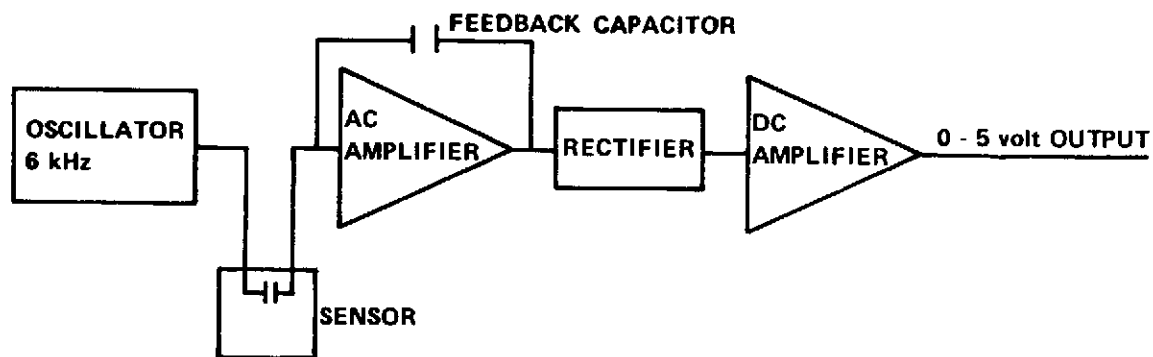 FEEDBACK CAPACITOR
OSCILLATOR
6 kHz
AC
AMPLIFIER
RECTIFIER
DC
AMPLIFIER
0 - 5 volt OUTPUT
SENSOR